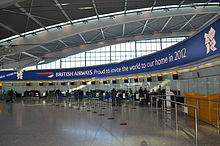 BRITISH AIRWAYS Proud to invite the world to our home in 2012